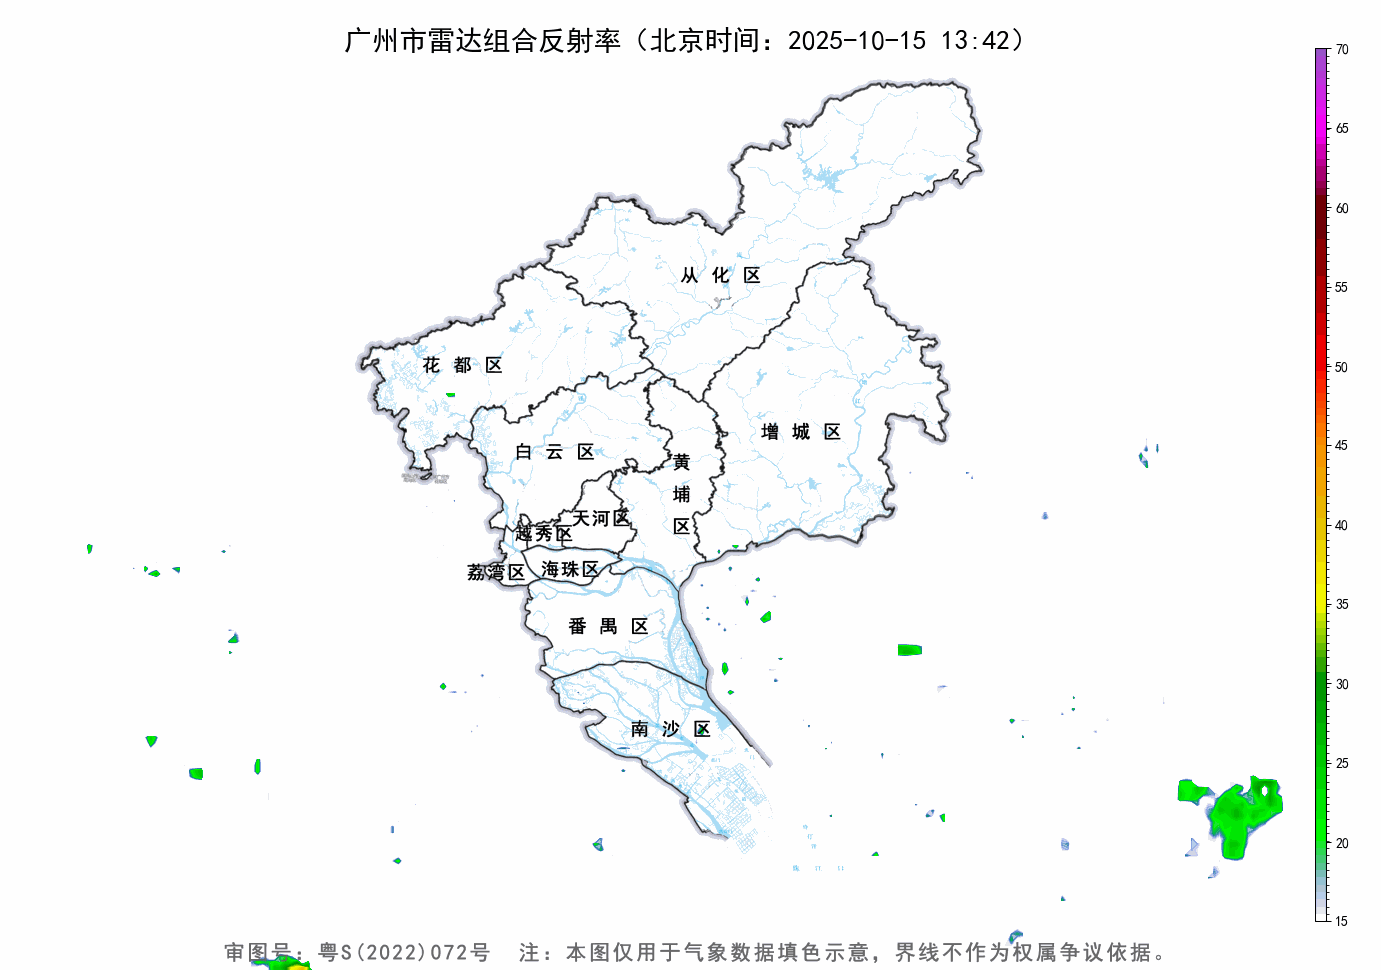 广州市雷达组合反射率（北京时间：2025-10-15 13:42）
70
65
60
55
50
45
40
35
30
25
20
15
从化区
花都区
增城区
白云区
黄埔区
天河区
越秀区
荔湾区
海珠区
番禺区
南沙区
审图号：粤S(2022)072号 注：本图仅用于气象数据填色示意，界线不作为权属争议依据。